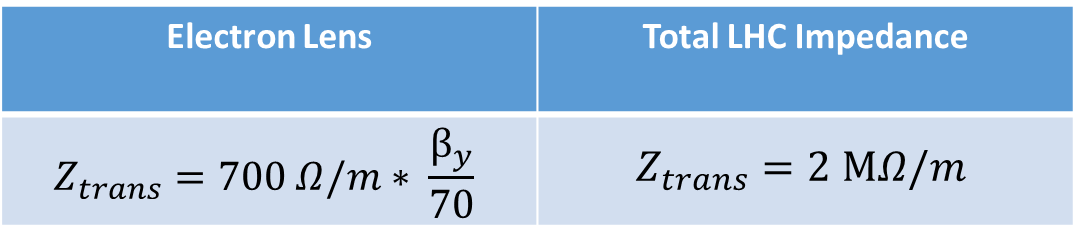 Electron Lens
Total LHC Impedance
Z_trans = 700 Ω/m * β_y/70
Z_trans = 2 MΩ/m